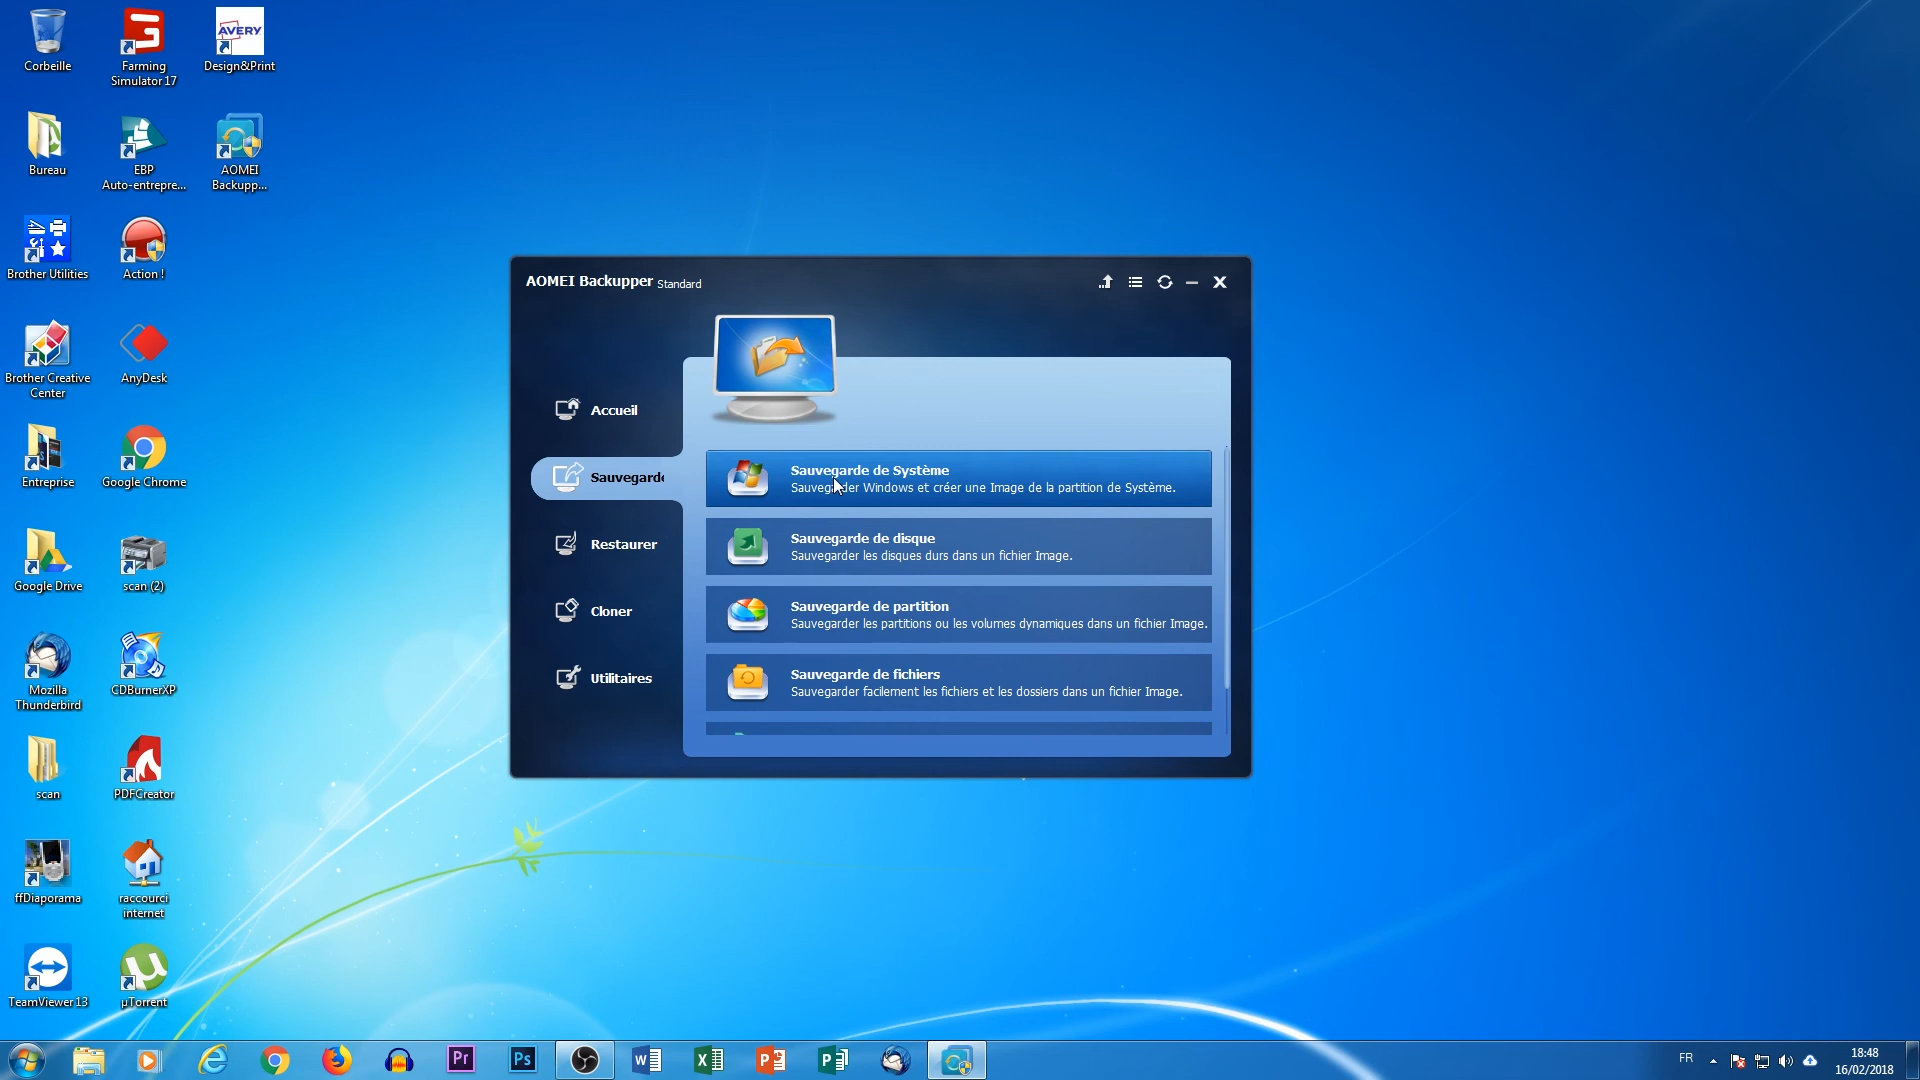 Corbeille
Farming
Simulator 17
AVERY
Design&Print
Bureau
EBP
Auto-entrepre...
AOMEI
Backupp...
Brother Utilities
Action !
Brother Creative
Center
AnyDesk
Entreprise
Google Chrome
Google Drive
scan (2)
Mozilla
Thunderbird
CDBurnerXP
scan
PDFCreator
ffDiaporama
raccourci
internet
TeamViewer 13
µTorrent
AOMEI Backupper Standard
Accueil
Sauvegarde
Restaurer
Cloner
Utilitaires
Sauvegarde de Système
Sauvegarder Windows et créer une Image de la partition de Système.
Sauvegarde de disque
Sauvegarder les disques durs dans un fichier Image.
Sauvegarde de partition
Sauvegarder les partitions ou les volumes dynamiques dans un fichier Image.
Sauvegarde de fichiers
Sauvegarder facilement les fichiers et les dossiers dans un fichier Image.
Pr
Ps
FR
18:48
16/02/2018